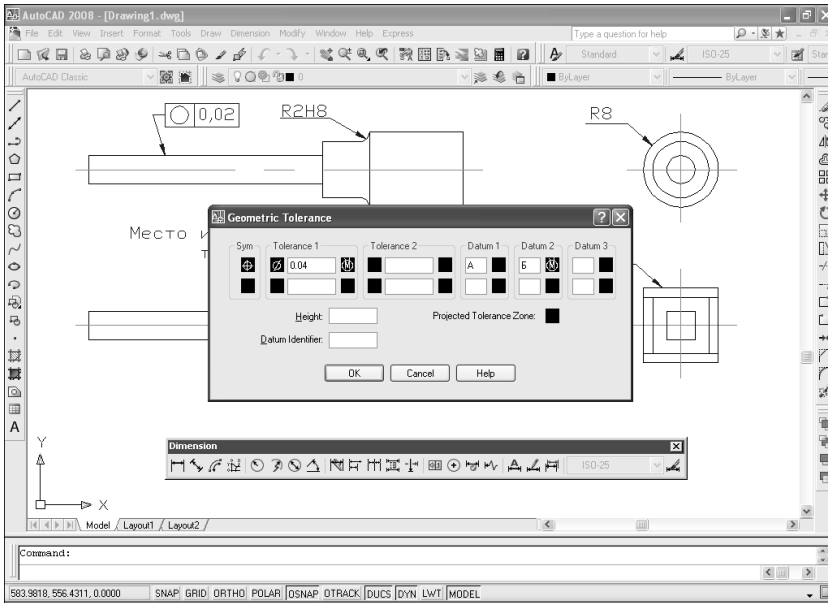 AutoCAD 2008 - [Drawing1.dwg]
File Edit View Insert Format Tools Draw Dimension Modify Window Help Express
Type a question for help
Standard
ISO-25
Star
AutoCAD Classic
0
ByLayer
ByLayer
0,02
R2H8
R8
Место и
т
Geometric Tolerance
Sym Tolerance 1 Tolerance 2 Datum 1 Datum 2 Datum 3
Ø 0.04 M A Б M
Height:
Projected Tolerance Zone:
Datum Identifier:
OK Cancel Help
Dimension
ISO-25
A
Y
X
Model Layout1 Layout2
Command:
583.9818, 556.4311, 0.0000 SNAP GRID ORTHO POLAR OSNAP OTRACK DUCS DYN LWT MODEL